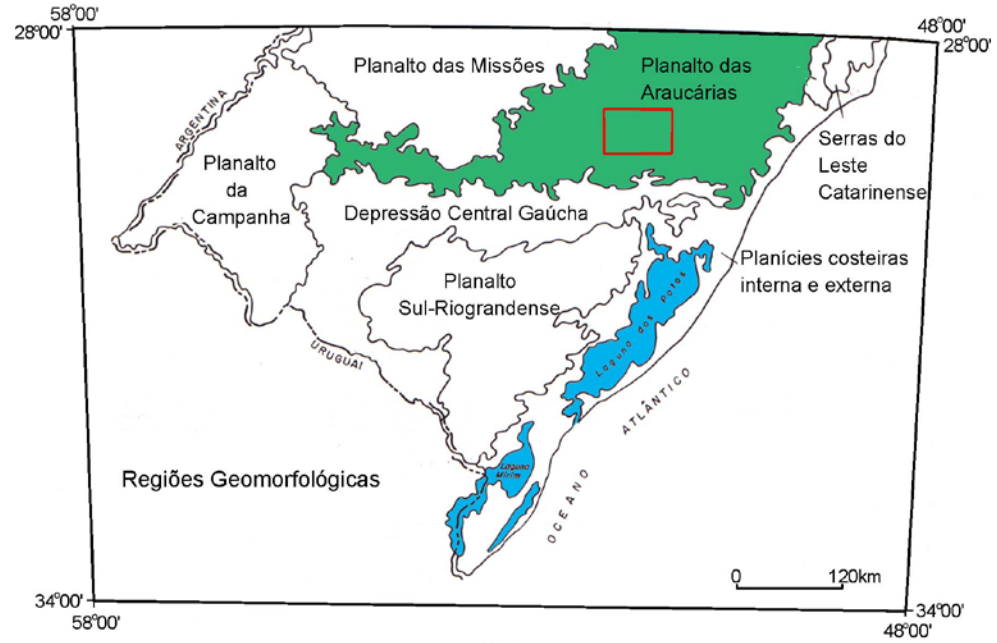 58°00'
48°00'
28°00'
28°00'
Planalto das Missões
Planalto das
Araucárias
ARGENTINA
Serras do
Leste
Catarinense
Planalto
da
Campanha
Depressão Central Gaúcha
Planícies costeiras
interna e externa
Planalto
Sul-Riograndense
Laguna dos Patos
URUGUAI
ATLÂNTICO
OCEANO
Laguna
Mirim
Regiões Geomorfológicas
0 120km
34°00'
34°00'
58°00'
48°00'